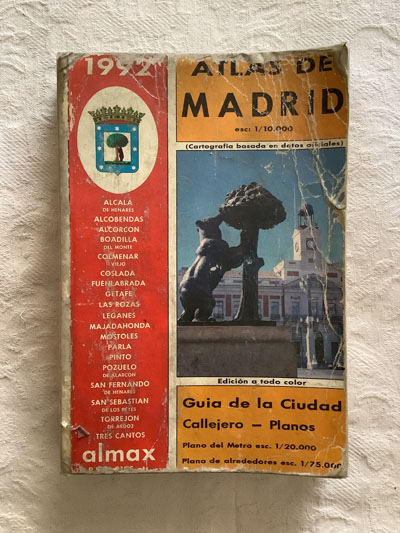 1992
ALCALA
DE HENARES
ALCOBENDAS
ALCORCON
BOADILLA
DEL MONTE
COLMENAR
VIEJO
COSLADA
FUENLABRADA
GETAFE
LAS ROZAS
LEGANES
MAJADAHONDA
MOSTOLES
PARLA
PINTO
POZUELO
DE ALARCON
SAN FERNANDO
DE HENARES
SAN SEBASTIAN
DE LOS REYES
TORREJON
DE ARDOZ
TRES CANTOS
almax
ATLAS DE
MADRID
esc: 1/10.000
(Cartografia basada en datos oficiales)
Edición a todo color
Guia de la Ciudad
Callejero – Planos
Plano del Metro esc. 1/20.000
Plano de alrededores esc. 1/75.000